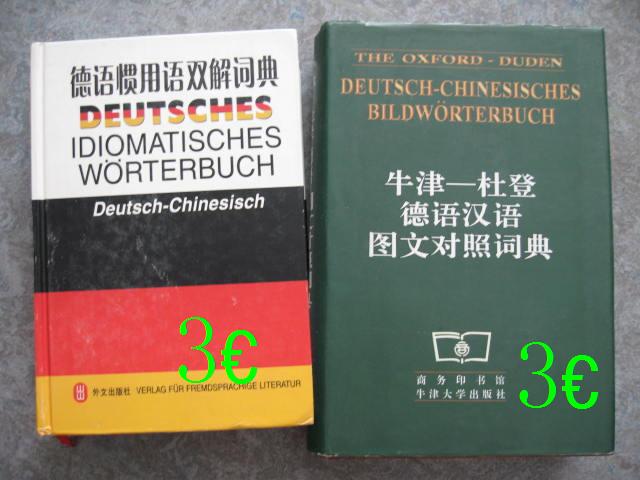 德语惯用语双解词典
DEUTSCHES
IDIOMATISCHES
WÖRTERBUCH
Deutsch-Chinesisch
3€
外文出版社 VERLAG FÜR FREMDSPRACHIGE LITERATUR
THE OXFORD - DUDEN
DEUTSCH-CHINESISCHES
BILDWÖRTERBUCH
牛津—杜登
德语汉语
图文对照词典
3€
商务印书馆
牛津大学出版社